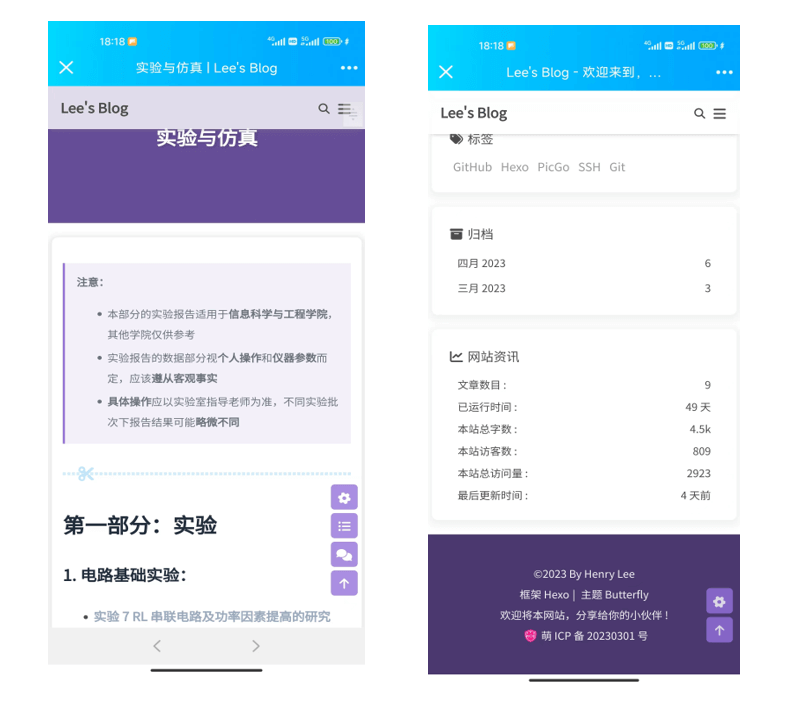 18:18
4G
HD
5G
100
实验与仿真 | Lee's Blog
Lee's Blog
实验与仿真
注意：
本部分的实验报告适用于信息科学与工程学院，
其他学院仅供参考
实验报告的数据部分视个人操作和仪器参数而
定，应该遵从客观事实
具体操作应以实验室指导老师为准，不同实验批
次下报告结果可能略微不同
第一部分：实验
1. 电路基础实验：
实验 7 RL 串联电路及功率因素提高的研究
18:18
4G
HD
5G
100
Lee's Blog - 欢迎来到，...
Lee's Blog
标签
GitHub Hexo PicGo SSH Git
归档
四月 2023 6
三月 2023 3
网站资讯
文章数目 : 9
已运行时间 : 49 天
本站总字数 : 4.5k
本站访客数 : 809
本站总访问量 : 2923
最后更新时间 : 4 天前
©2023 By Henry Lee
框架 Hexo | 主题 Butterfly
欢迎将本网站，分享给你的小伙伴！
萌 ICP 备 20230301 号